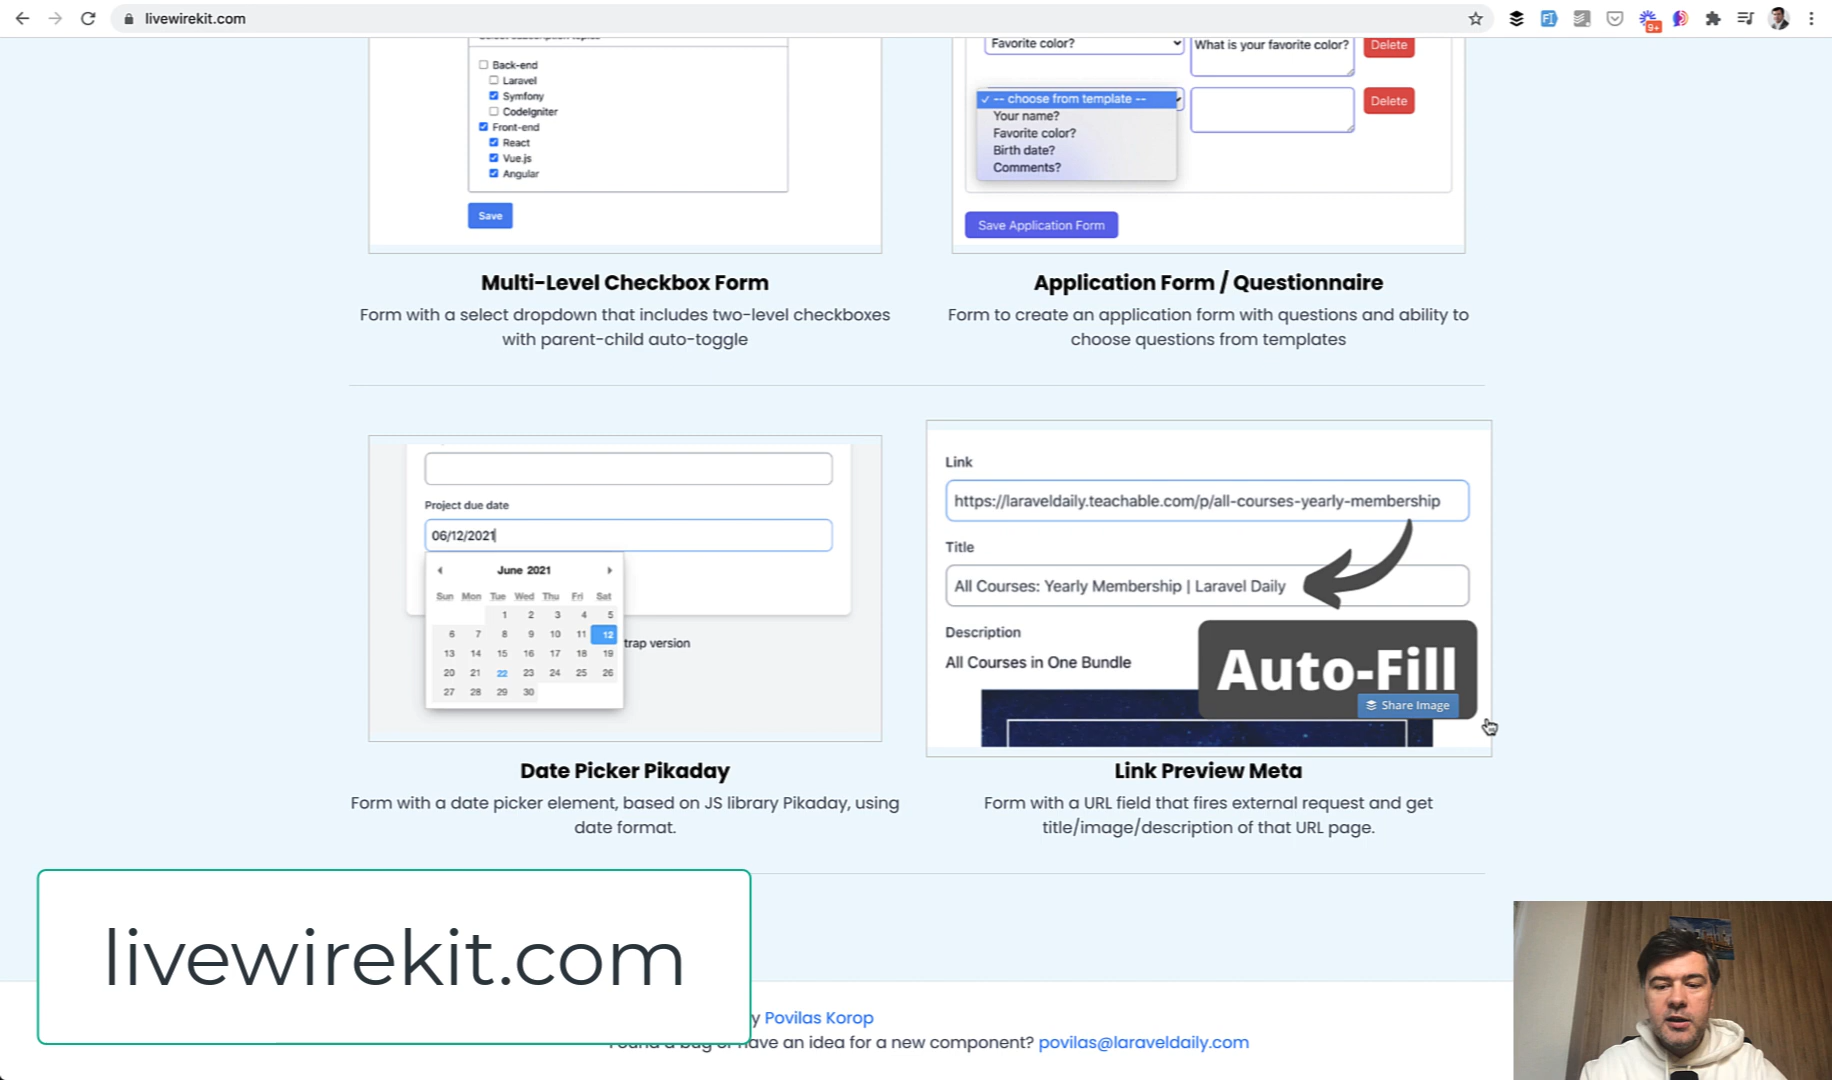 livewirekit.com
9+
Back-end
Laravel
Symfony
CodeIgniter
Front-end
React
Vue.js
Angular
Save
Favorite color?
What is your favorite color?
Delete
✓ -- choose from template --
Your name?
Favorite color?
Birth date?
Comments?
Delete
Save Application Form
Multi-Level Checkbox Form
Form with a select dropdown that includes two-level checkboxes
with parent-child auto-toggle
Application Form / Questionnaire
Form to create an application form with questions and ability to
choose questions from templates
Project due date
06/12/2021
June 2021
Sun Mon Tue Wed Thu Fri Sat
1 2 3 4 5
6 7 8 9 10 11 12
13 14 15 16 17 18 19
20 21 22 23 24 25 26
27 28 29 30
trap version
Date Picker Pikaday
Form with a date picker element, based on JS library Pikaday, using
date format.
Link
https://laraveldaily.teachable.com/p/all-courses-yearly-membership
Title
All Courses: Yearly Membership | Laravel Daily
Description
All Courses in One Bundle
Auto-Fill
Share Image
Link Preview Meta
Form with a URL field that fires external request and get
title/image/description of that URL page.
livewirekit.com
y Povilas Korop
have an idea for a new component? povilas@laraveldaily.com